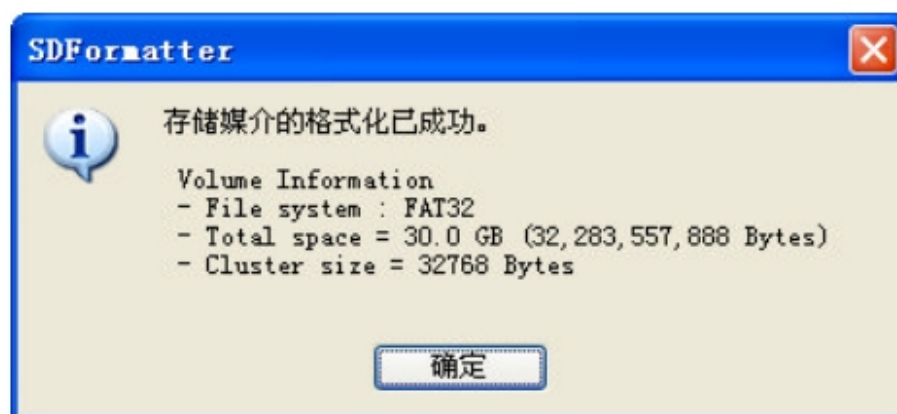 SDFormatter
存储媒介的格式化已成功。
Volume Information
- File system : FAT32
- Total space = 30.0 GB (32,283,557,888 Bytes)
- Cluster size = 32768 Bytes
确定